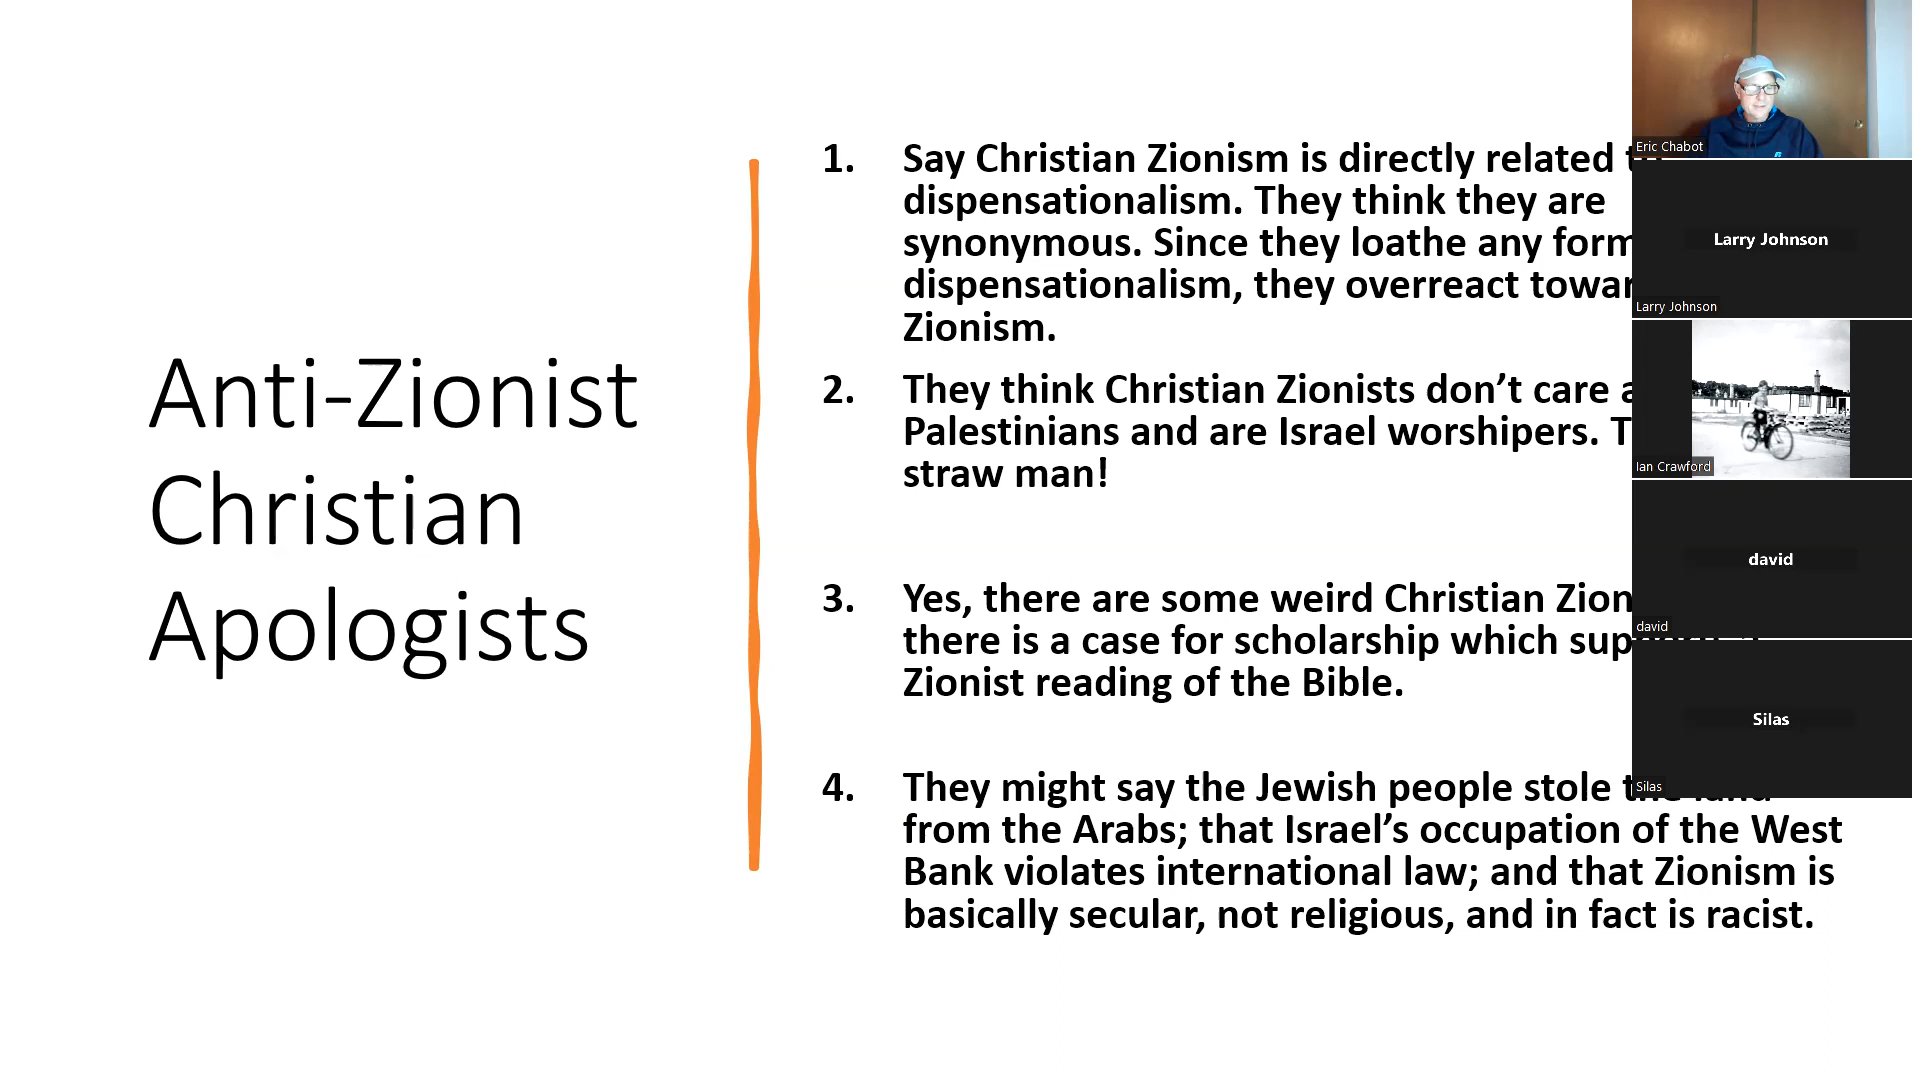 Anti-Zionist
Christian
Apologists
1. Say Christian Zionism is directly related
dispensationalism. They think they are
synonymous. Since they loathe any form
dispensationalism, they overreact
Zionism.
2. They think Christian Zionists don’t care
Palestinians and are Israel worshipers.
straw man!
3. Yes, there are some weird Christian
there is a case for scholarship which
Zionist reading of the Bible.
4. They might say the Jewish people stole
from the Arabs; that Israel’s occupation of the West
Bank violates international law; and that Zionism is
basically secular, not religious, and in fact is racist.
Eric Chabot
Larry Johnson
Larry Johnson
Ian Crawford
david
david
Silas
Silas